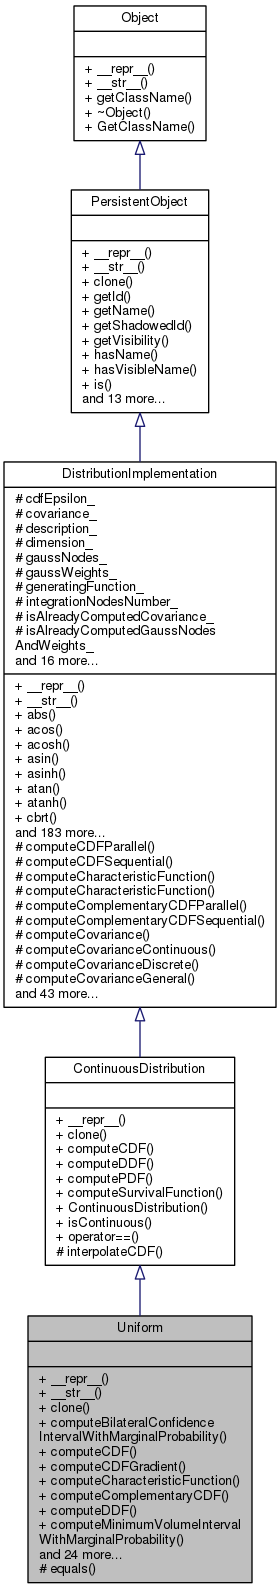 Object
+ __repr__()
+ __str__()
+ getClassName()
+ ~Object()
+ GetClassName()
PersistentObject
+ __repr__()
+ __str__()
+ clone()
+ getId()
+ getName()
+ getShadowedId()
+ getVisibility()
+ hasName()
+ hasVisibleName()
+ is()
and 13 more...
DistributionImplementation
# cdfEpsilon_
# covariance_
# description_
# dimension_
# gaussNodes_
# gaussWeights_
# generatingFunction_
# integrationNodesNumber_
# isAlreadyComputedCovariance_
# isAlreadyComputedGaussNodes
AndWeights_
and 16 more...
+ __repr__()
+ __str__()
+ abs()
+ acos()
+ acosh()
+ asin()
+ asinh()
+ atan()
+ atanh()
+ cbrt()
and 183 more...
# computeCDFParallel()
# computeCDFSequential()
# computeCharacteristicFunction()
# computeCharacteristicFunction()
# computeComplementaryCDFParallel()
# computeComplementaryCDFSequential()
# computeCovariance()
# computeCovarianceContinuous()
# computeCovarianceDiscrete()
# computeCovarianceGeneral()
and 43 more...
ContinuousDistribution
+ __repr__()
+ clone()
+ computeCDF()
+ computeDDF()
+ computePDF()
+ computeSurvivalFunction()
+ ContinuousDistribution()
+ isContinuous()
+ operator==()
# interpolateCDF()
Uniform
+ __repr__()
+ __str__()
+ clone()
+ computeBilateralConfidence
IntervalWithMarginalProbability()
+ computeCDF()
+ computeCDFGradient()
+ computeCharacteristicFunction()
+ computeComplementaryCDF()
+ computeDDF()
+ computeMinimumVolumeInterval
WithMarginalProbability()
and 24 more...
# equals()